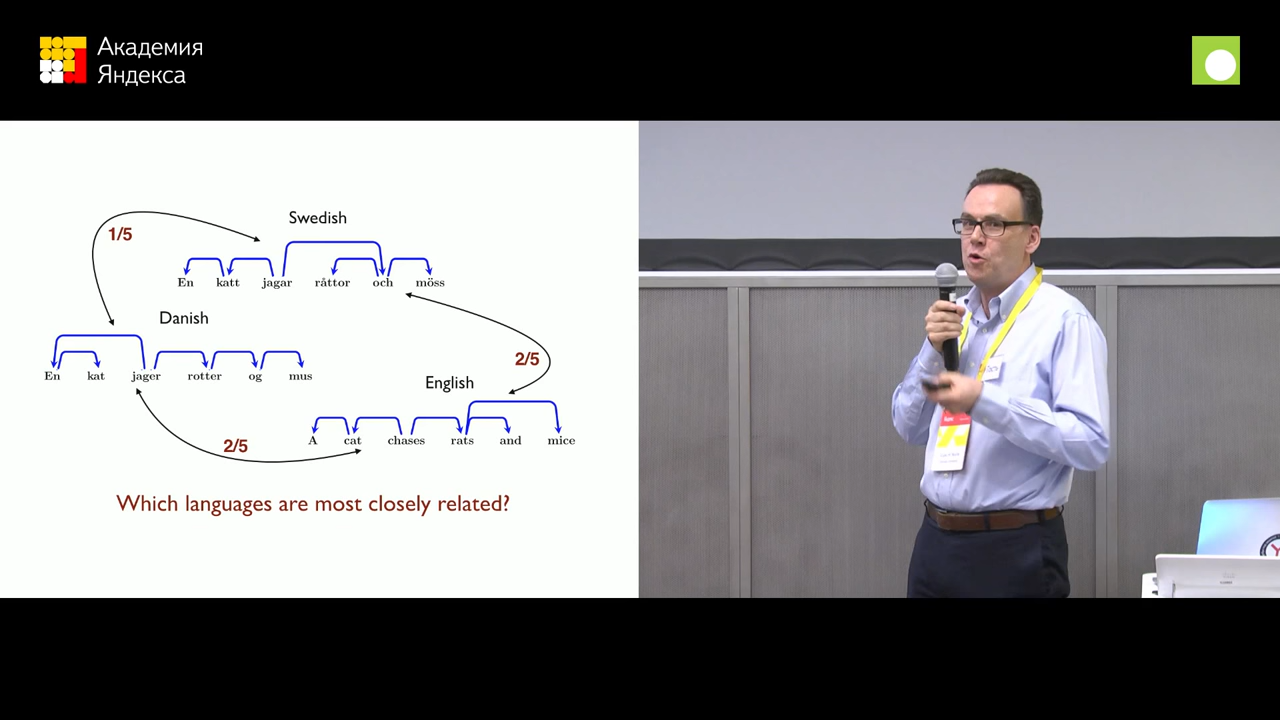 Академия
Яндекса
Swedish
1/5
En katt jagar råttor och möss
Danish
2/5
En kat jager rotter og mus
English
2/5
A cat chases rats and mice
Which languages are most closely related?